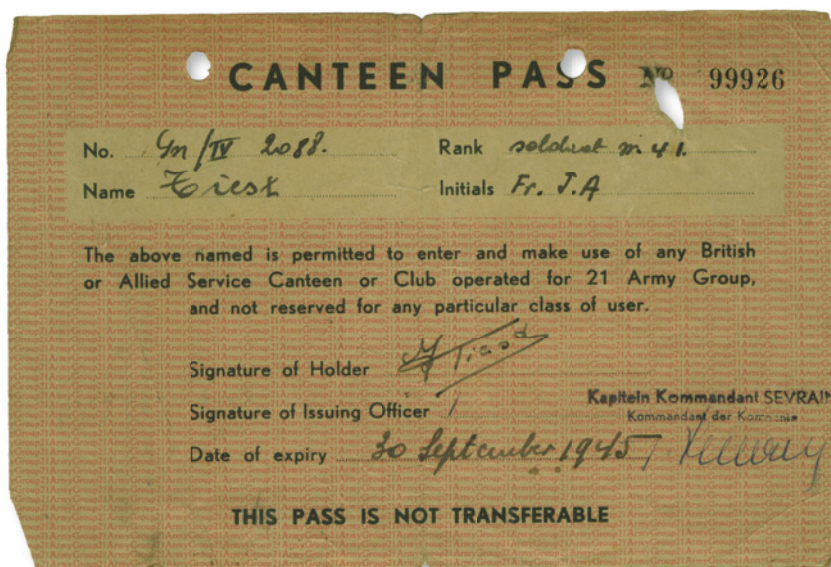 CANTEEN PASS No 99926
No. Gn/IV 2088. Rank soldaat m 41.
Name Tiest Initials Fr. J.A
The above named is permitted to enter and make use of any British
or Allied Service Canteen or Club operated for 21 Army Group,
and not reserved for any particular class of user.
Signature of Holder
Kapitein Kommandant SEVRAIN
Signature of Issuing Officer
Kommandant der Kompanie
Date of expiry 30 September 1945
THIS PASS IS NOT TRANSFERABLE